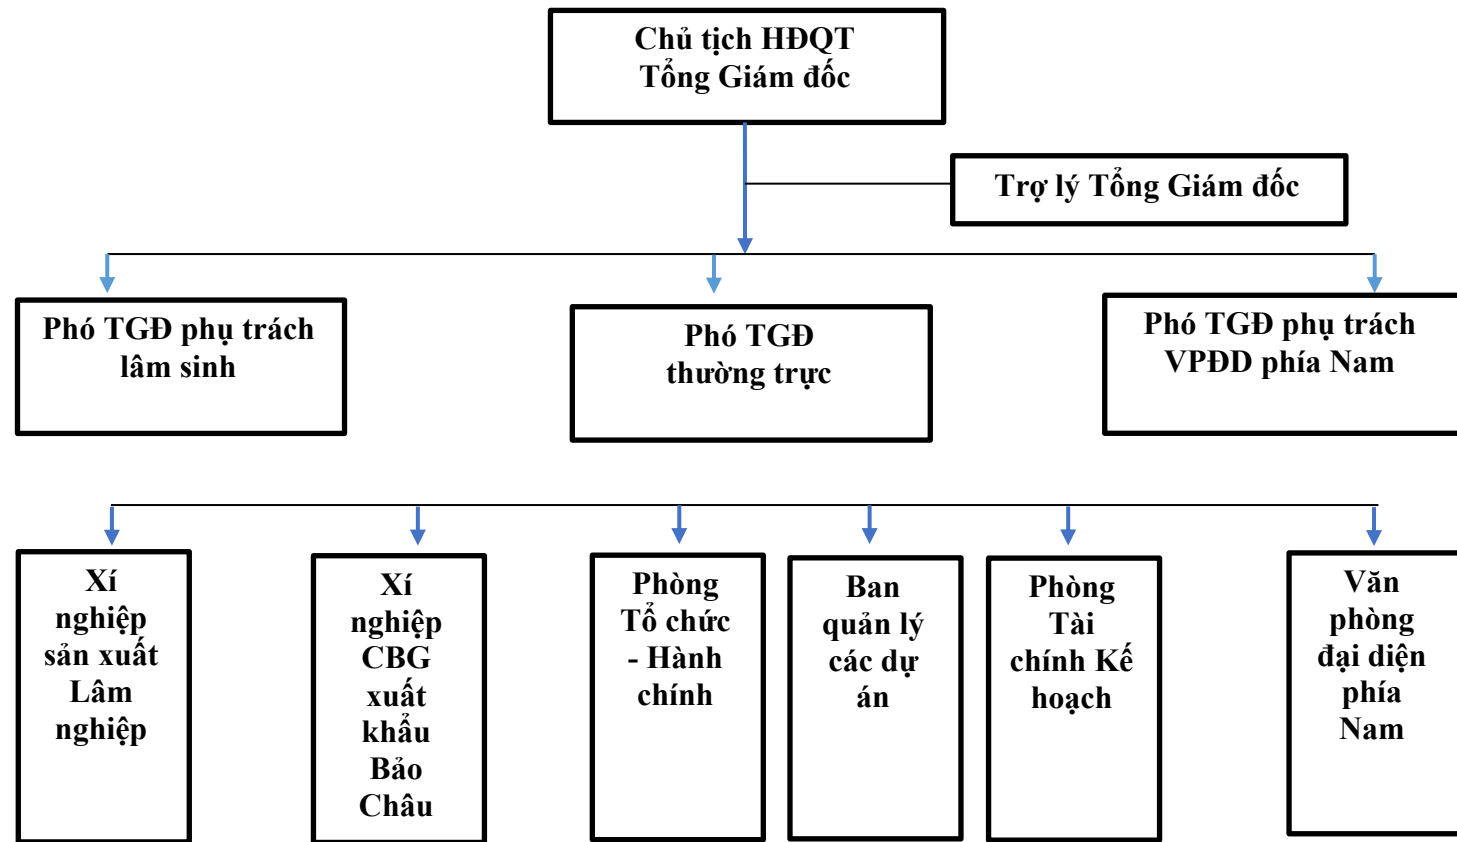 Chủ tịch HĐQT
Tổng Giám đốc
Trợ lý Tổng Giám đốc
Phó TGĐ phụ trách
lâm sinh
Phó TGĐ
thường trực
Phó TGĐ phụ trách
VPĐD phía Nam
Xí
nghiệp
sản xuất
Lâm
nghiệp
Xí
nghiệp
CBG
xuất
khẩu
Bảo
Châu
Phòng
Tổ chức
- Hành
chính
Ban
quản lý
các dự
án
Phòng
Tài
chính Kế
hoạch
Văn
phòng
đại diện
phía
Nam